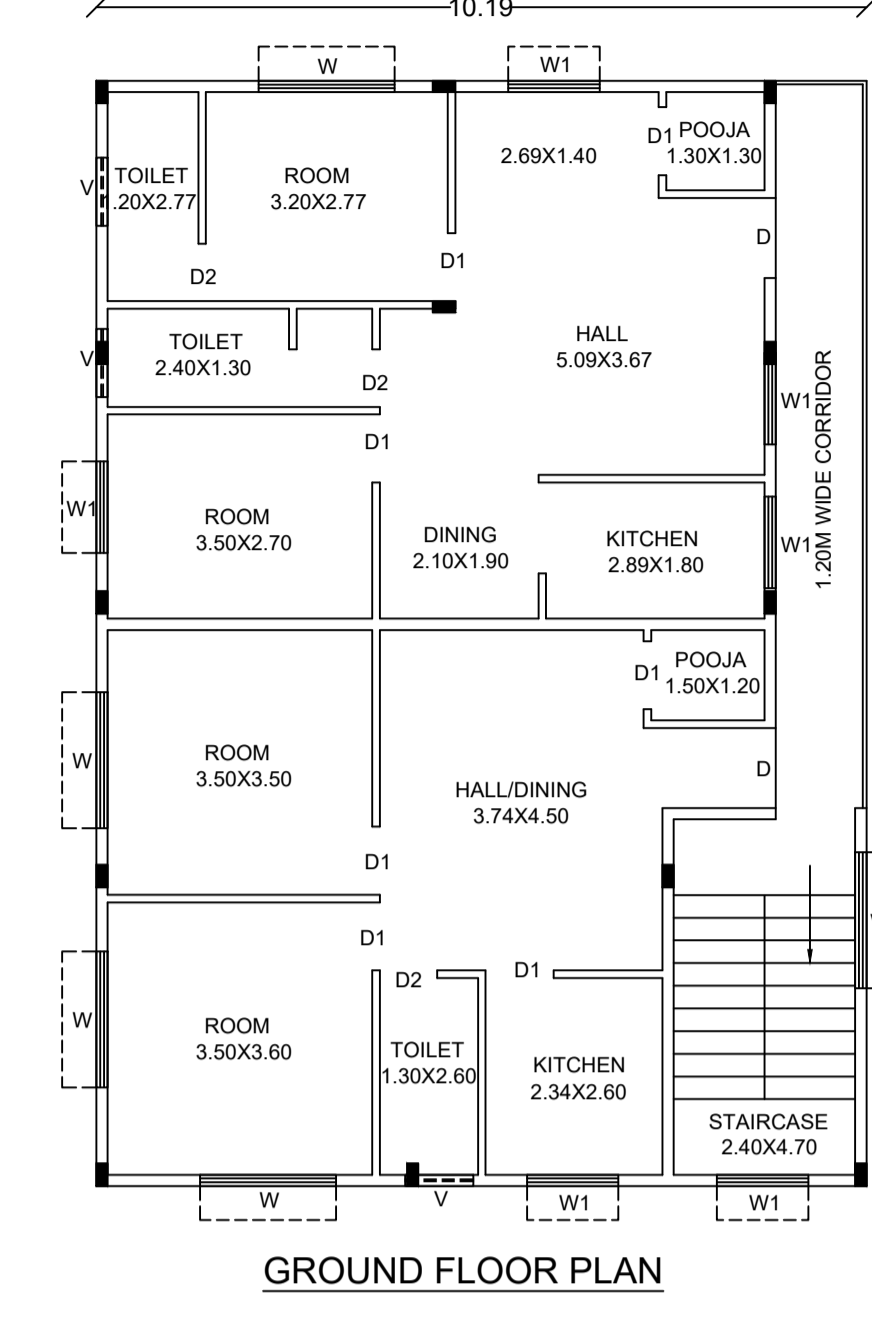 10.19
W
W1
D1
POOJA
1.30X1.30
2.69X1.40
V
TOILET
.20X2.77
ROOM
3.20X2.77
D
D1
D2
HALL
5.09X3.67
TOILET
2.40X1.30
V
D2
W1
1.20M WIDE CORRIDOR
D1
W1
ROOM
3.50X2.70
DINING
2.10X1.90
KITCHEN
2.89X1.80
W1
POOJA
1.50X1.20
D1
W
ROOM
3.50X3.50
D
HALL/DINING
3.74X4.50
D1
D1
D2
D1
W
ROOM
3.50X3.60
TOILET
1.30X2.60
KITCHEN
2.34X2.60
STAIRCASE
2.40X4.70
W
V
W1
W1
GROUND FLOOR PLAN